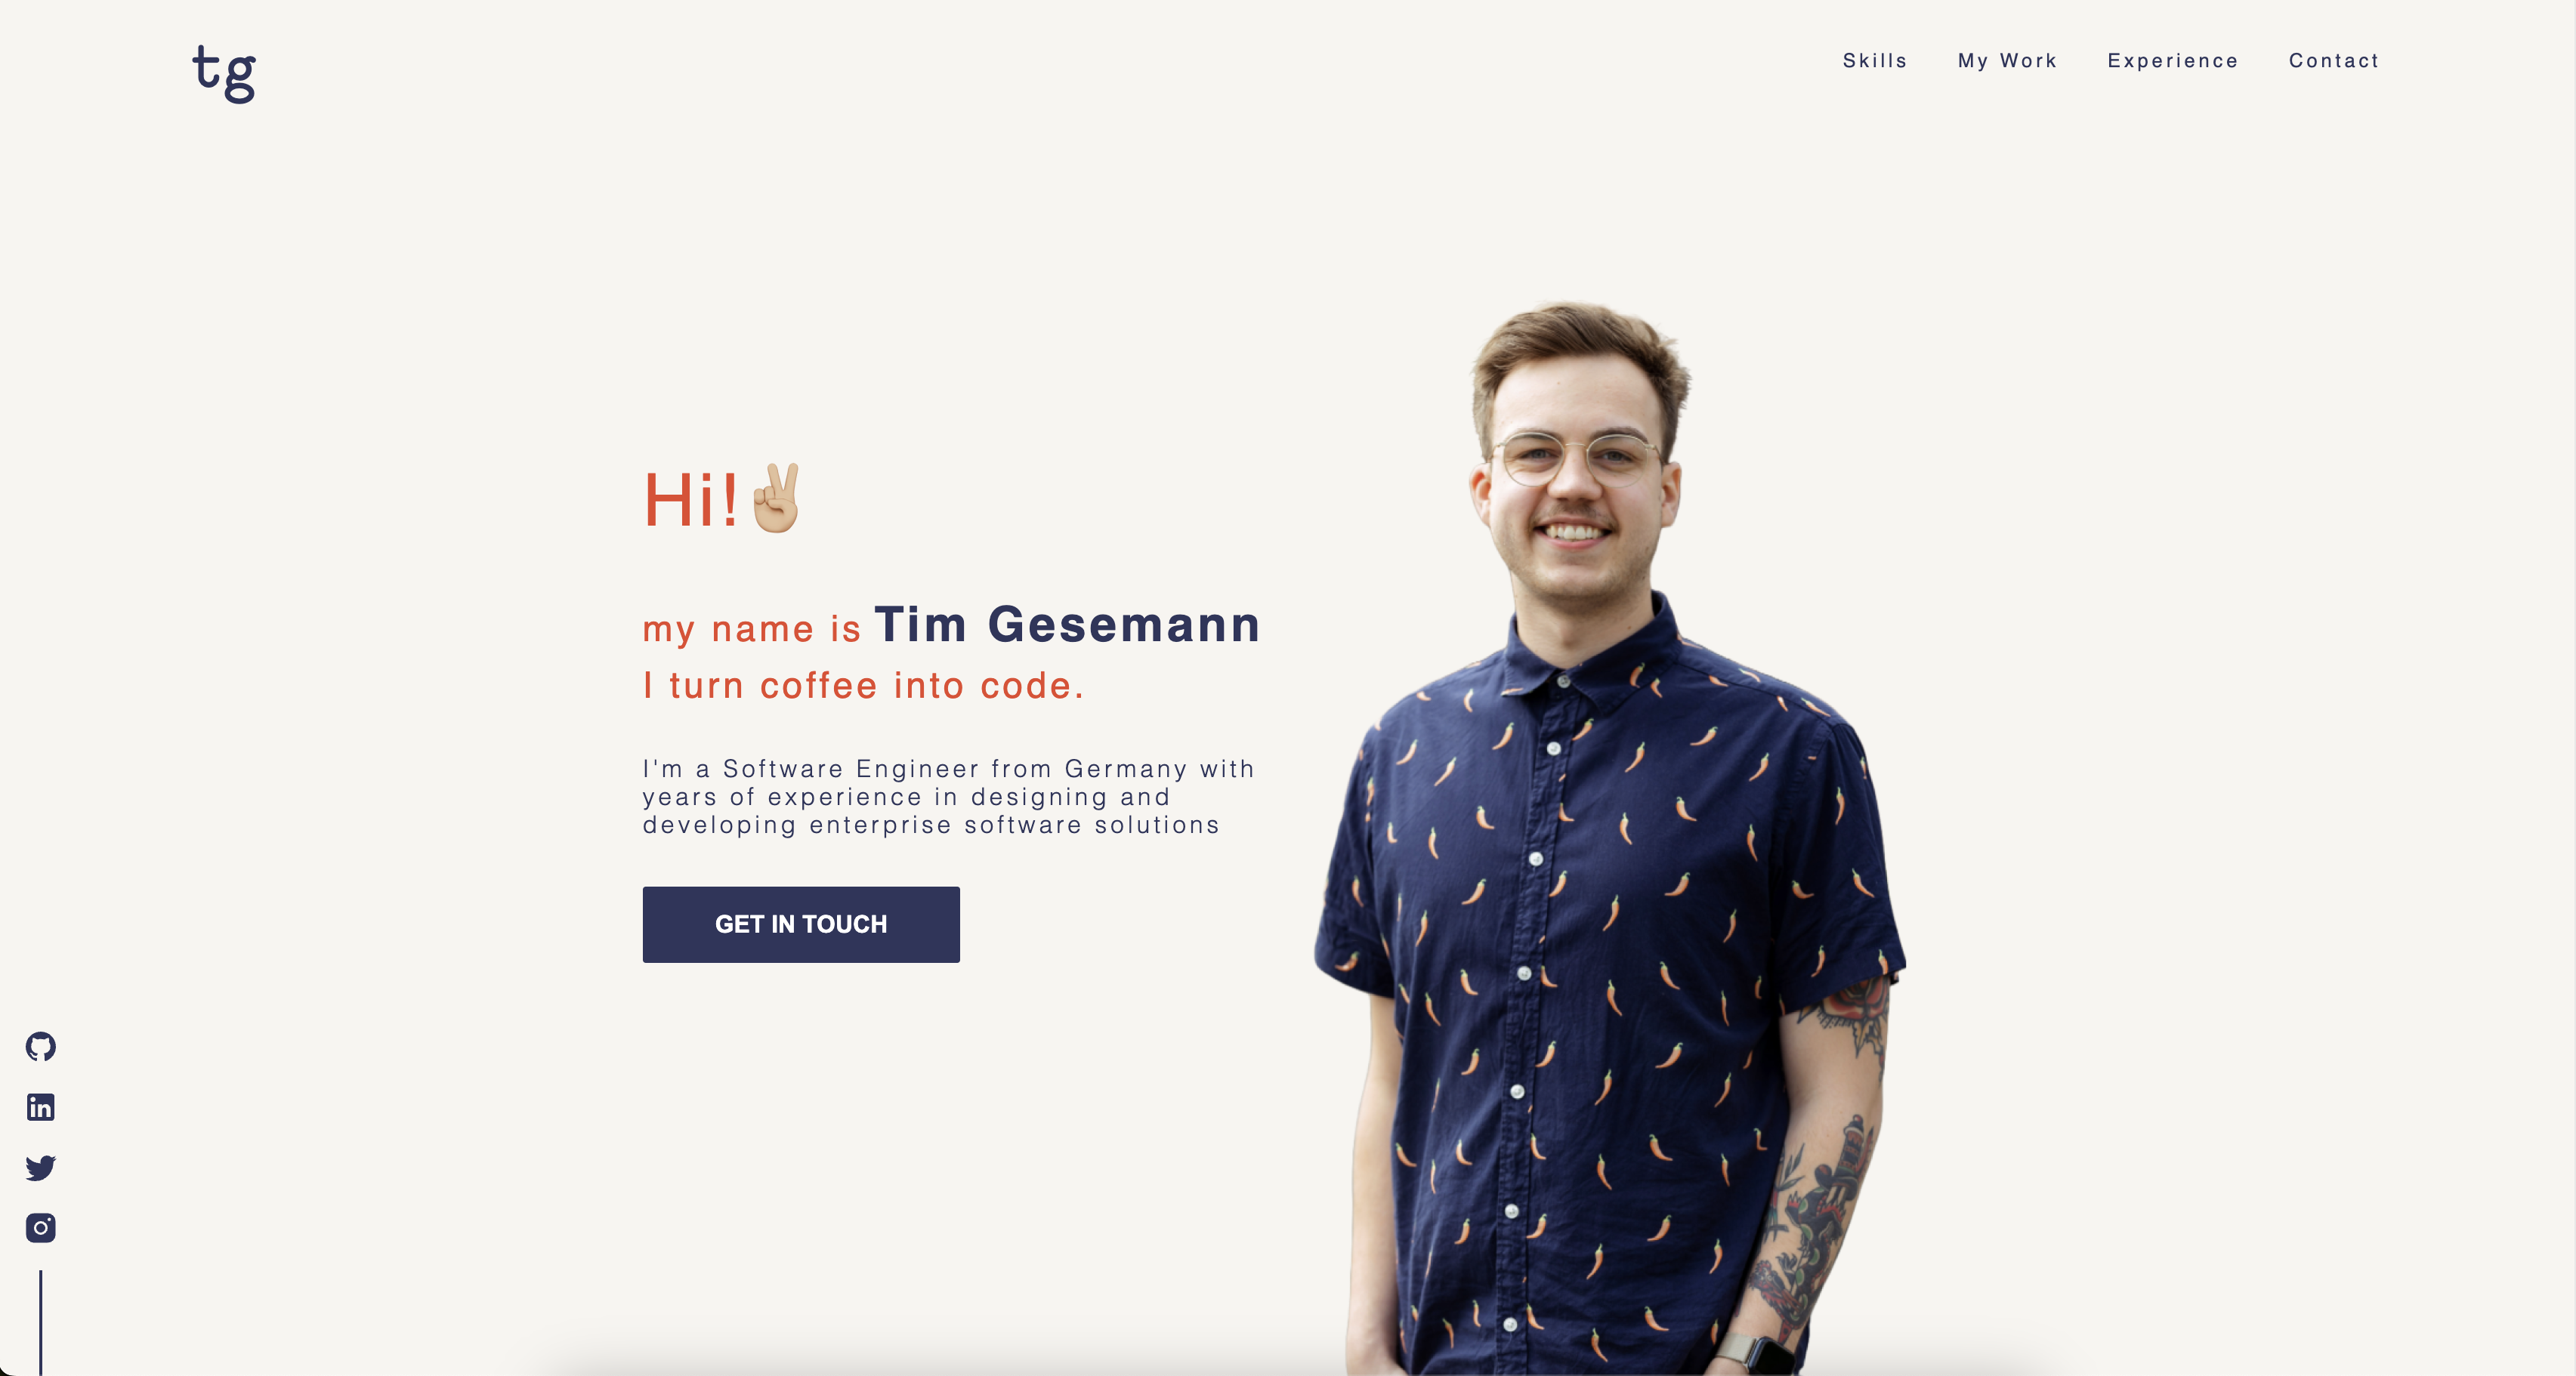 tg
Skills My Work Experience Contact
Hi!✌🏼
my name is Tim Gesemann
I turn coffee into code.
I'm a Software Engineer from Germany with
years of experience in designing and
developing enterprise software solutions
GET IN TOUCH
in